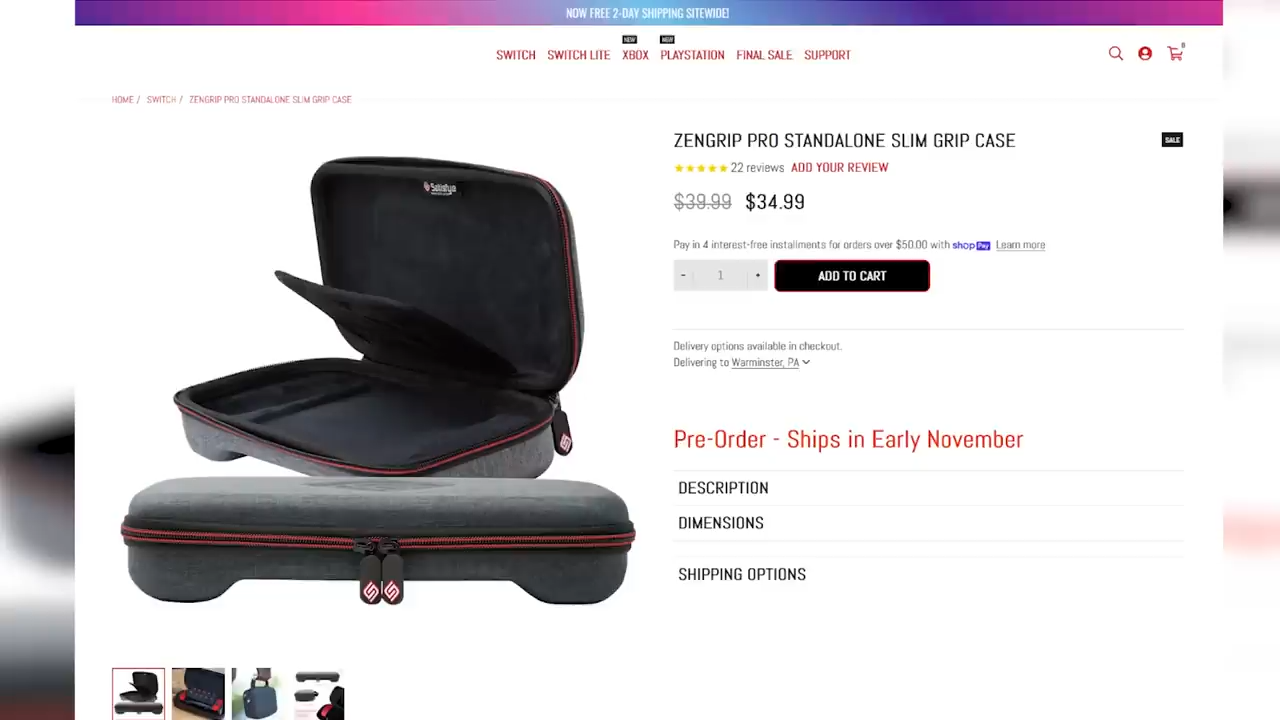 NOW FREE 2-DAY SHIPPING SITEWIDE!
NEW NEW
SWITCH SWITCH LITE XBOX PLAYSTATION FINAL SALE SUPPORT
0
HOME / SWITCH / ZENGRIP PRO STANDALONE SLIM GRIP CASE
ZENGRIP PRO STANDALONE SLIM GRIP CASE
SALE
22 reviews ADD YOUR REVIEW
$39.99 $34.99
Pay in 4 interest-free installments for orders over $50.00 with shop Pay Learn more
- 1 + ADD TO CART
Delivery options available in checkout.
Delivering to Warminster, PA
Pre-Order - Ships in Early November
DESCRIPTION
DIMENSIONS
SHIPPING OPTIONS
Satisfye